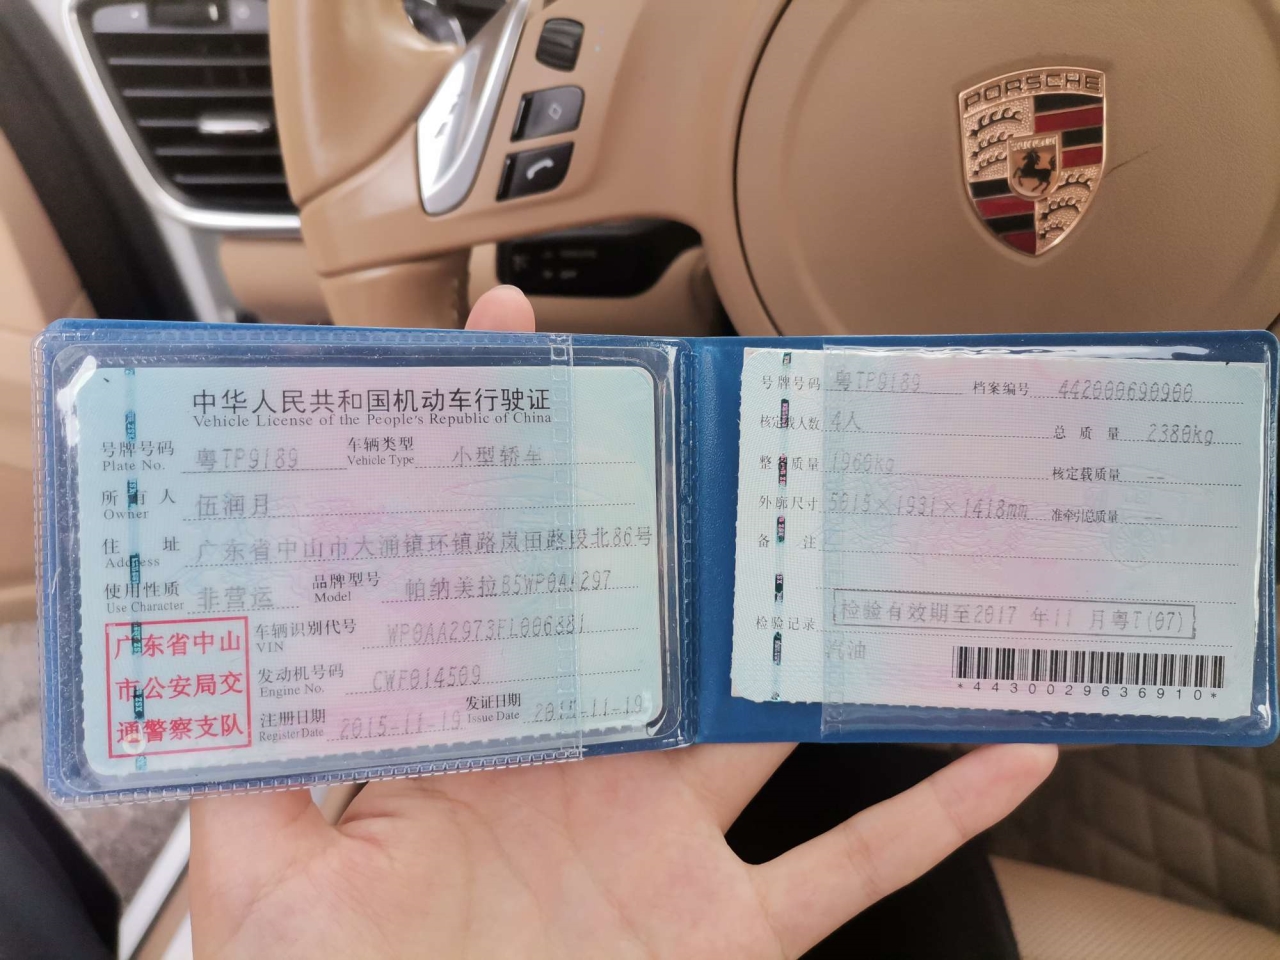 PORSCHE
中华人民共和国机动车行驶证
Vehicle License of the People's Republic of China
号牌号码 粤TP9189 车辆类型 小型轿车
Plate No. Vehicle Type
所有人 伍润月
Owner
住址 广东省中山市大涌镇环镇路岚田路段北86号
Address
使用性质 非营运 品牌型号 帕纳美拉
Use Character Model
车辆识别代号
VIN
发动机号码 CWF014509
Engine No.
注册日期 2015-11-19 发证日期 2015-11-19
Register Date Issue Date
广东省中山
市公安局交
通警察支队
号牌号码 粤TP9189 档案编号 442000690900
核定载人数 4人 总质量 2380kg
整备质量 1960kg 核定载质量 --
外廓尺寸 5015×1931×1418mm 准牵引总质量 --
备注
检验记录 检验有效期至2017年11月粤T(07)
汽油
*4430029636910*